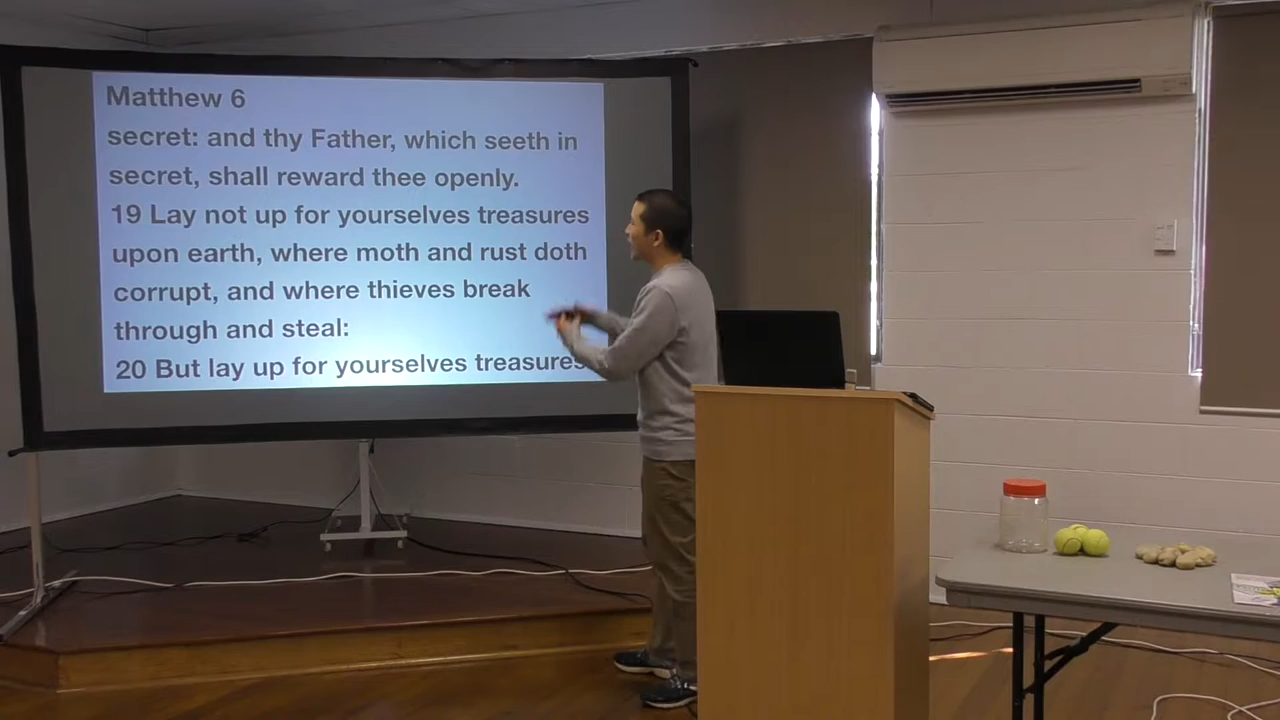 Matthew 6
secret: and thy Father, which seeth in
secret, shall reward thee openly.
19 Lay not up for yourselves treasures
upon earth, where moth and rust doth
corrupt, and where thieves break
through and steal:
20 But lay up for yourselves treasures